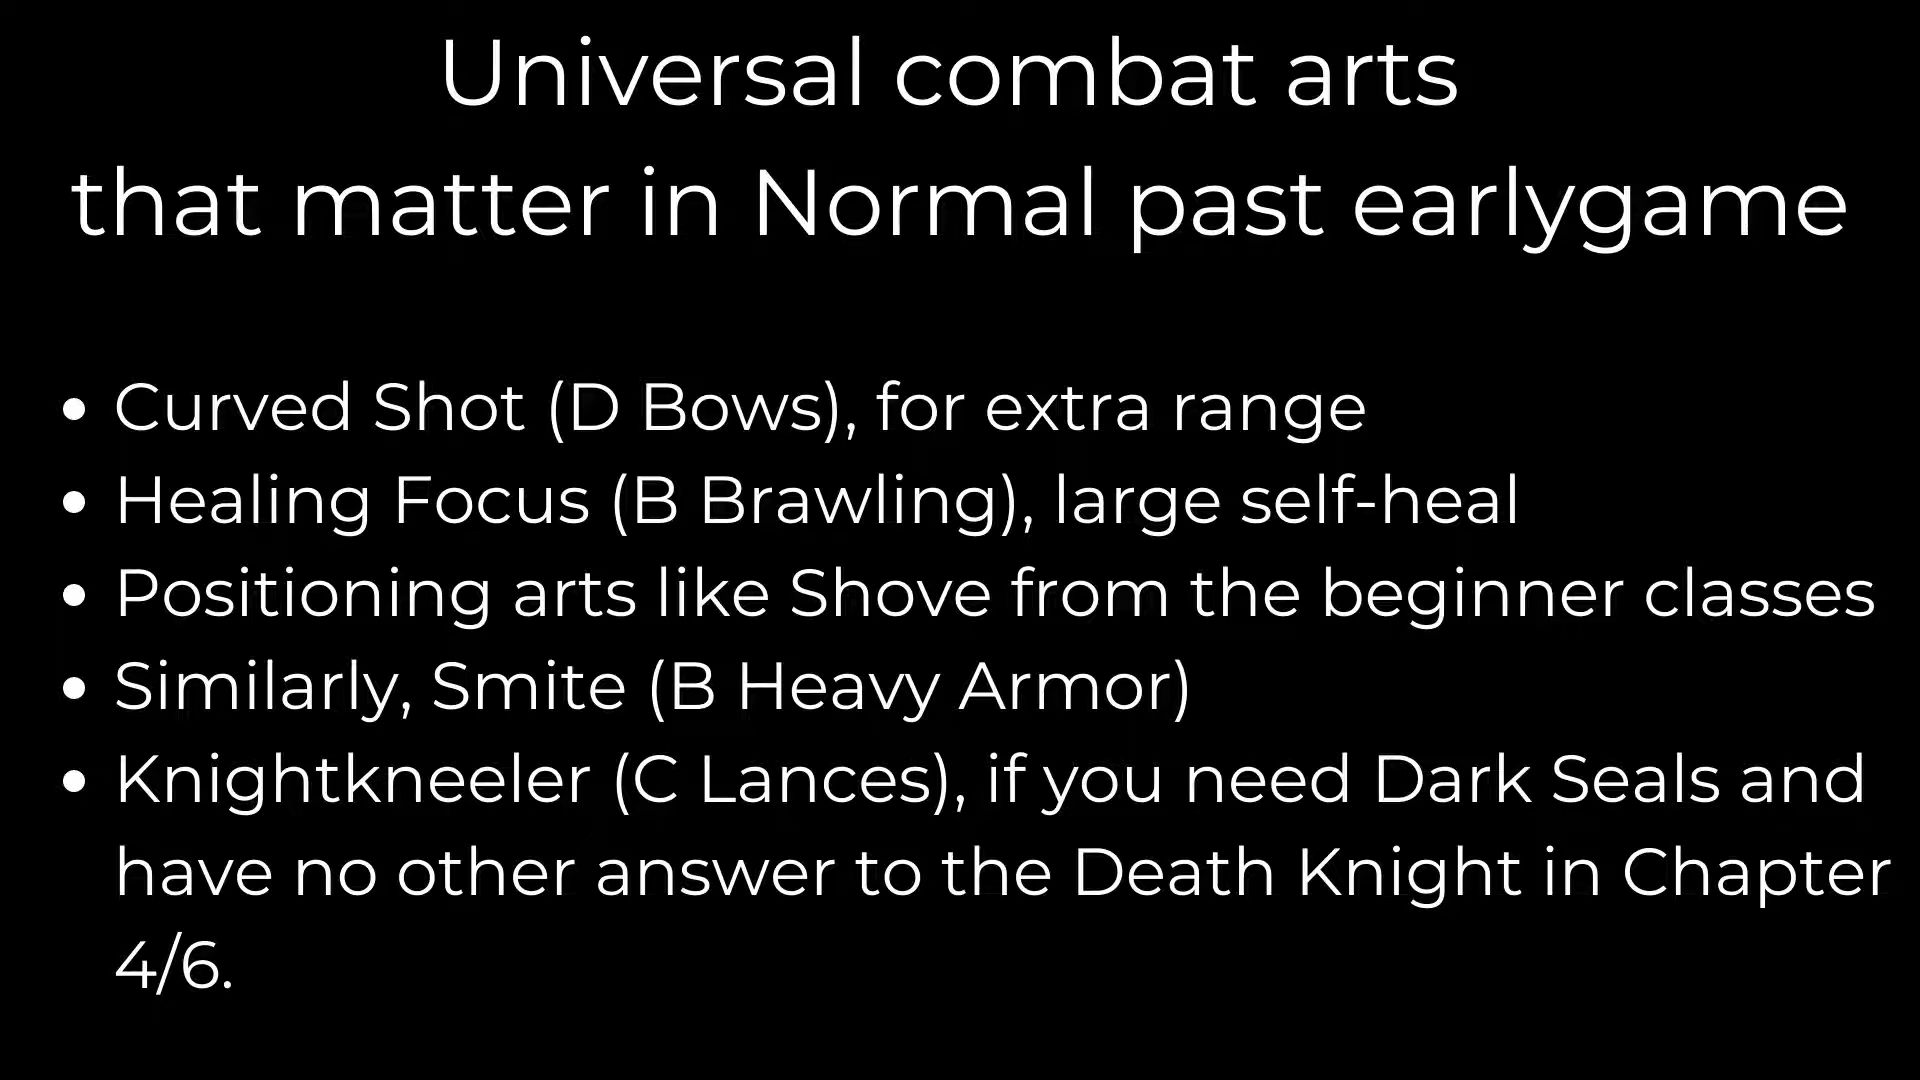 Universal combat arts
that matter in Normal past earlygame
• Curved Shot (D Bows), for extra range
• Healing Focus (B Brawling), large self-heal
• Positioning arts like Shove from the beginner classes
• Similarly, Smite (B Heavy Armor)
• Knightkneeler (C Lances), if you need Dark Seals and
have no other answer to the Death Knight in Chapter
4/6.